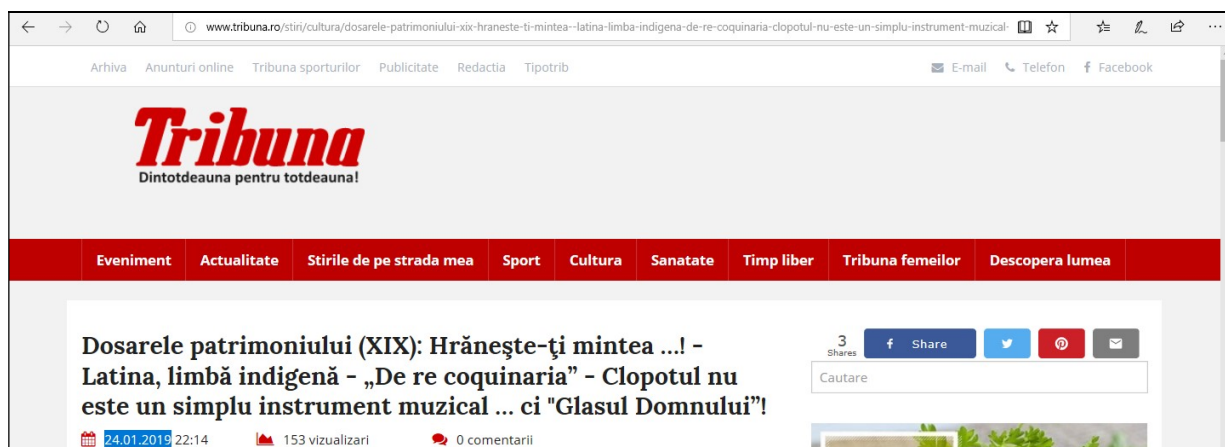 www.tribuna.ro/stiri/cultura/dosarele-patrimoniului-xix-hraneste-ti-mintea--latina-limba-indigena-de-re-coquinaria-clopotul-nu-este-un-simplu-instrument-muzical-
Arhiva Anunturi online Tribuna sporturilor Publicitate Redactia Tipotrib E-mail Telefon Facebook
Tribuna
Dintotdeauna pentru totdeauna!
Eveniment Actualitate Stirile de pe strada mea Sport Cultura Sanatate Timp liber Tribuna femeilor Descopera lumea
Dosarele patrimoniului (XIX): Hrăneşte-ţi mintea ...! -
Latina, limbă indigenă - „De re coquinaria” - Clopotul nu
este un simplu instrument muzical ... ci "Glasul Domnului”!
24.01.2019 22:14 153 vizualizari 0 comentarii
3
Shares
Share
Cautare